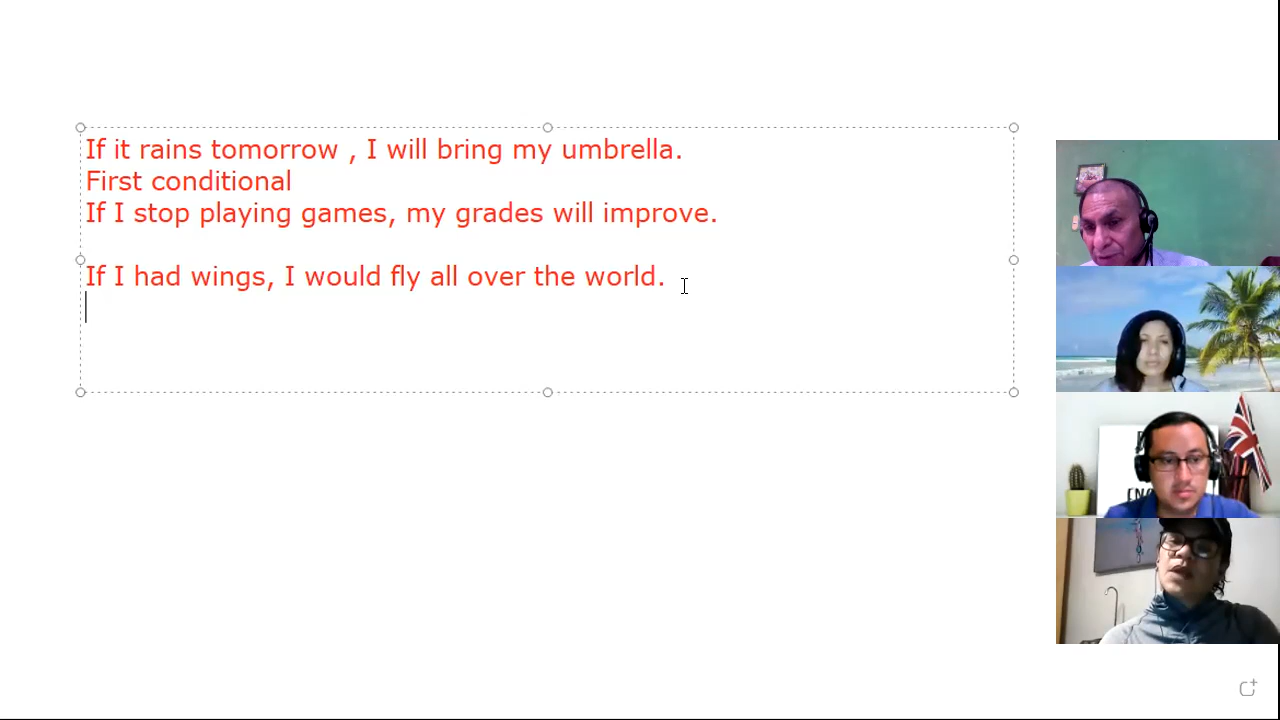 If it rains tomorrow , I will bring my umbrella.
First conditional
If I stop playing games, my grades will improve.
If I had wings, I would fly all over the world.